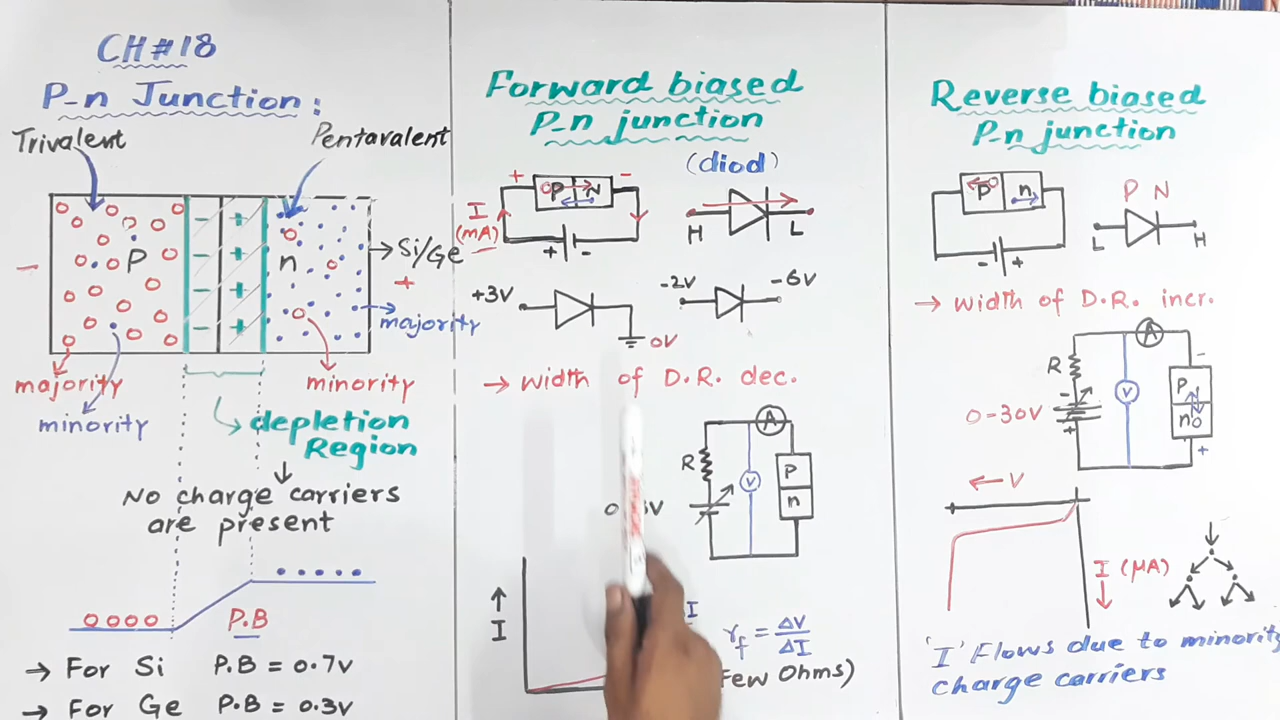 CH#18
P-n Junction:
Trivalent
Pentavalent
P
n
Si/Ge
-
+
majority
majority
minority
minority
depletion
Region
No charge carriers
are present
P.B
→ For Si P.B = 0.7v
→ For Ge P.B = 0.3v
Forward biased
P-n junction
(diod)
+ P N -
I
(mA)
+ -
H L
+3V
0V
-2V -6V
→ width of D.R. dec.
A
R
V
P
n
V
↑
I
I
rf = ΔV/ΔI
Few Ohms)
Reverse biased
P-n junction
P n
- +
P N
L H
→ width of D.R. incr.
A
R
V
0-30V
-
+
-
P
n
+
← V
I (μA)
↓
'I' Flows due to minority
charge carriers